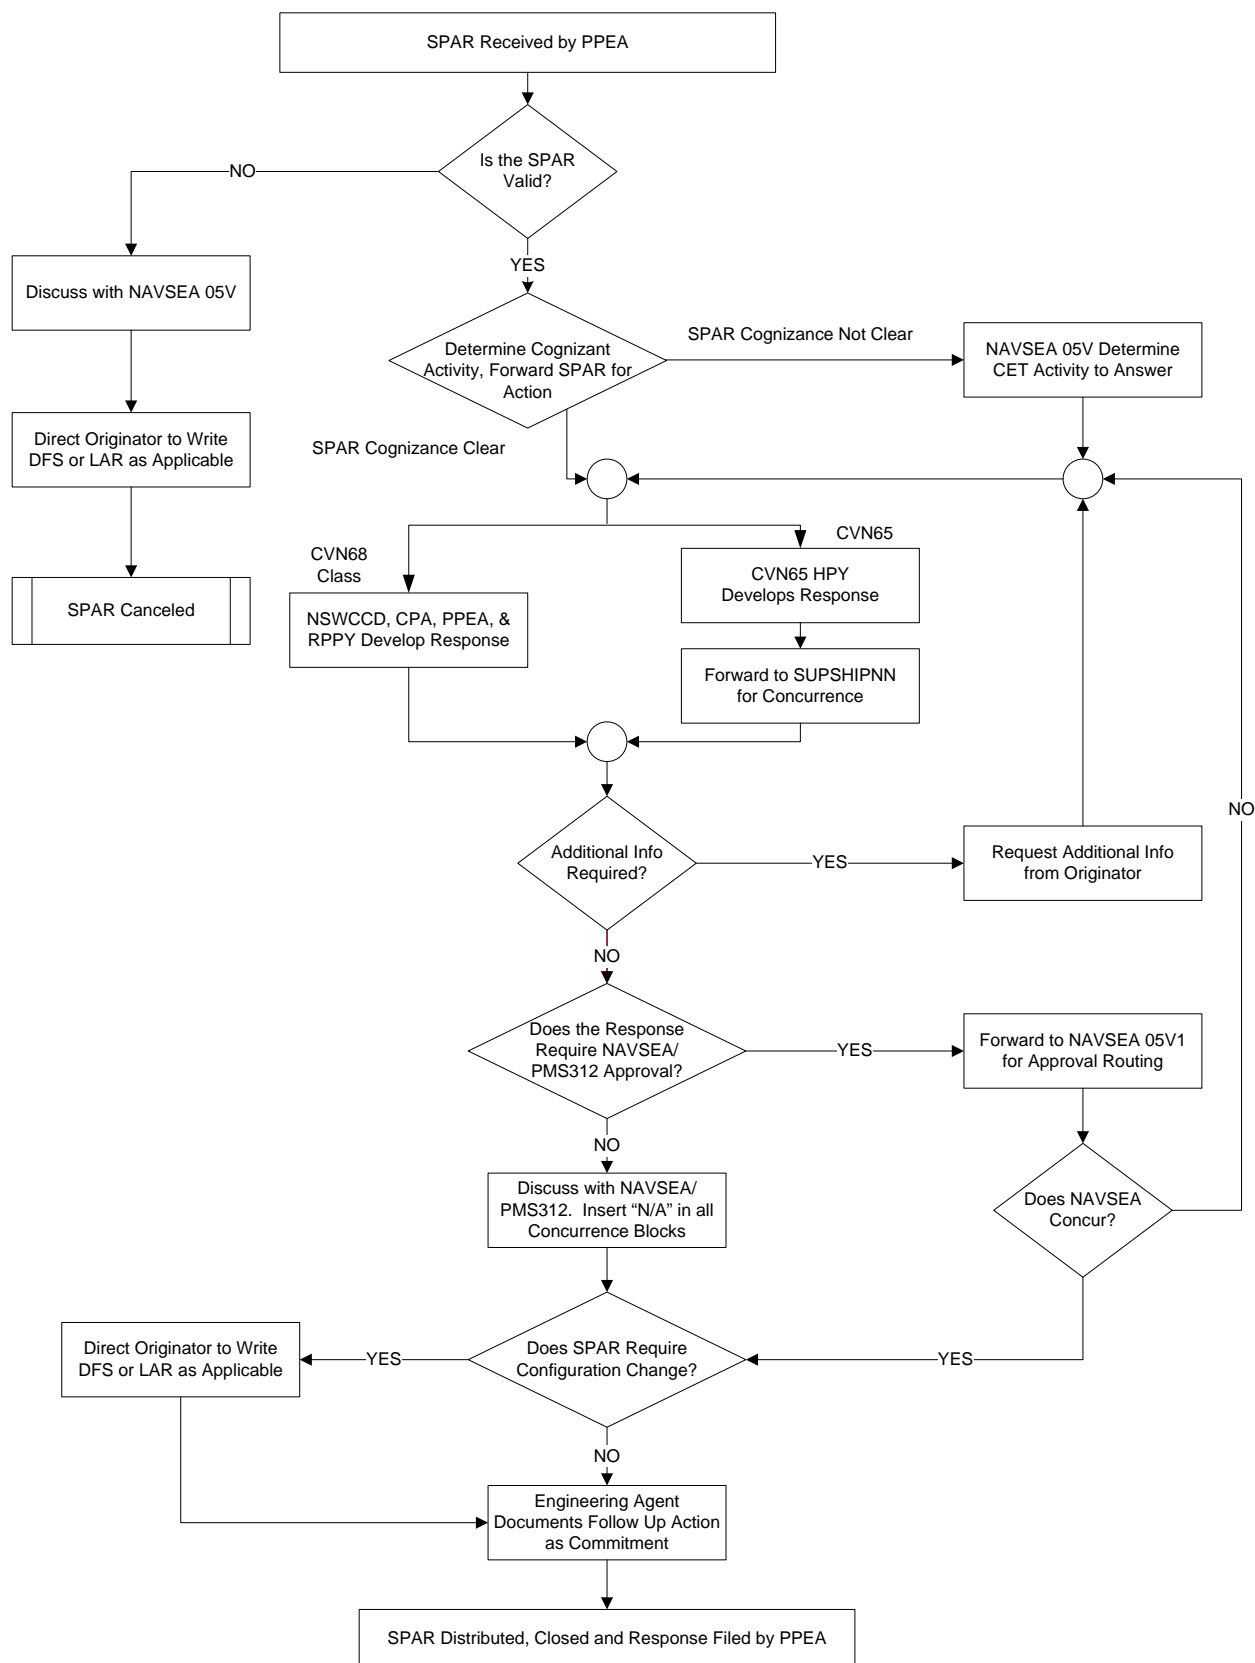 SPAR Received by PPEA
Is the SPAR
Valid?
NO
YES
Discuss with NAVSEA 05V
Direct Originator to Write
DFS or LAR as Applicable
SPAR Canceled
Determine Cognizant
Activity, Forward SPAR for
Action
SPAR Cognizance Not Clear
NAVSEA 05V Determine
CET Activity to Answer
SPAR Cognizance Clear
CVN68
Class
CVN65
NSWCCD, CPA, PPEA, &
RPPY Develop Response
CVN65 HPY
Develops Response
Forward to SUPSHIPNN
for Concurrence
Additional Info
Required?
YES
Request Additional Info
from Originator
NO
NO
Does the Response
Require NAVSEA/
PMS312 Approval?
YES
Forward to NAVSEA 05V1
for Approval Routing
NO
Discuss with NAVSEA/
PMS312.  Insert “N/A” in all
Concurrence Blocks
Does NAVSEA
Concur?
Does SPAR Require
Configuration Change?
YES
YES
Direct Originator to Write
DFS or LAR as Applicable
NO
Engineering Agent
Documents Follow Up Action
as Commitment
SPAR Distributed, Closed and Response Filed by PPEA